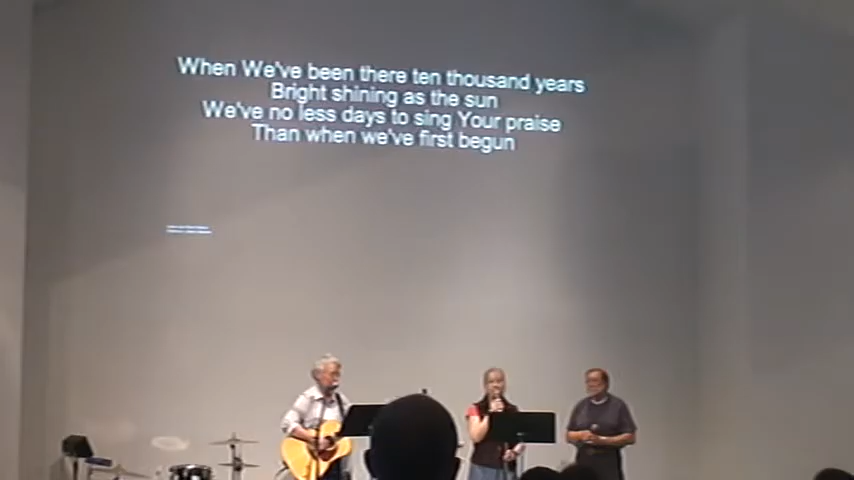 When We've been there ten thousand years
Bright shining as the sun
We've no less days to sing Your praise
Than when we've first begun